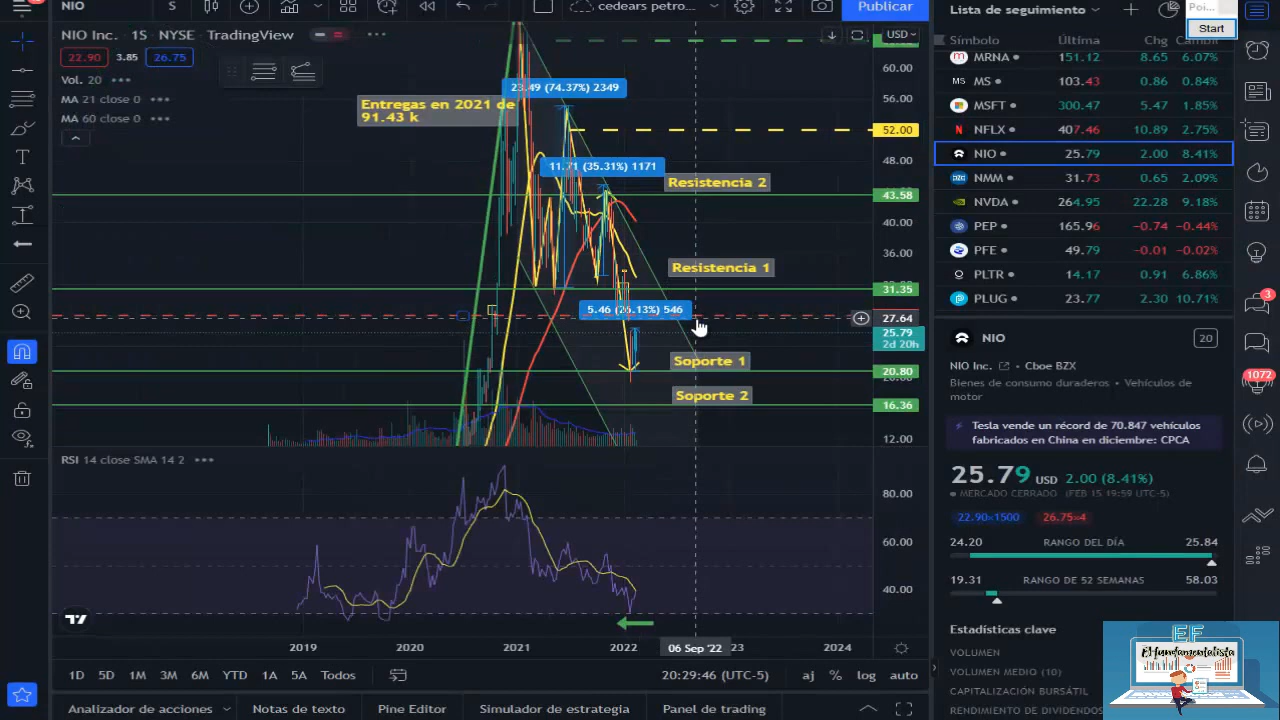 NIO
S
cedears petro...
Publicar
Lista de seguimiento
Poi...
Start
NIO Inc. · 1S · NYSE TradingView
USD
22.90 3.85 26.75
Vol. 20
MA 21 close 0
MA 60 close 0
Entregas en 2021 de
91.43 k
23.49 (74.37%) 2349
11.71 (35.31%) 1171
5.46 (26.13%) 546
Resistencia 2
Resistencia 1
Soporte 1
Soporte 2
60.00
56.00
52.00
48.00
43.58
40.00
36.00
31.35
27.64
25.79
2d 20h
20.80
16.36
12.00
RSI 14 close SMA 14 2
80.00
60.00
40.00
2019 2020 2021 2022 06 Sep '22 23 2024
1D 5D 1M 3M 6M YTD 1A 5A Todos
20:29:46 (UTC-5) aj % log auto
Analizador de acciones Notas de texto Pine Editor de estrategia Panel de trading
Símbolo Última Chg Cambi
MRNA 151.12 8.65 6.07%
MS MS 103.43 0.86 0.84%
MSFT 300.47 5.47 1.85%
NFLX 407.46 10.89 2.75%
NIO 25.79 2.00 8.41%
NMM 31.73 0.65 2.09%
NVDA 264.95 22.28 9.18%
PEP 165.96 -0.74 -0.44%
PFE 49.79 -0.01 -0.02%
PLTR 14.17 0.91 6.86%
PLUG 23.77 2.30 10.71%
NIO
20
NIO Inc. • Cboe BZX
Bienes de consumo duraderos • Vehículos de
motor
Tesla vende un récord de 70.847 vehículos
fabricados en China en diciembre: CPCA
25.79 USD 2.00 (8.41%)
MERCADO CERRADO (FEB 15 19:59 UTC-5)
22.90×1500 26.75×4
24.20 RANGO DEL DÍA 25.84
19.31 RANGO DE 52 SEMANAS 58.03
Estadísticas clave
VOLUMEN
VOLUMEN MEDIO (10)
CAPITALIZACIÓN BURSÁTIL
RENDIMIENTO DE DIVIDENDOS
3
1072
EF
El Fundamentalista